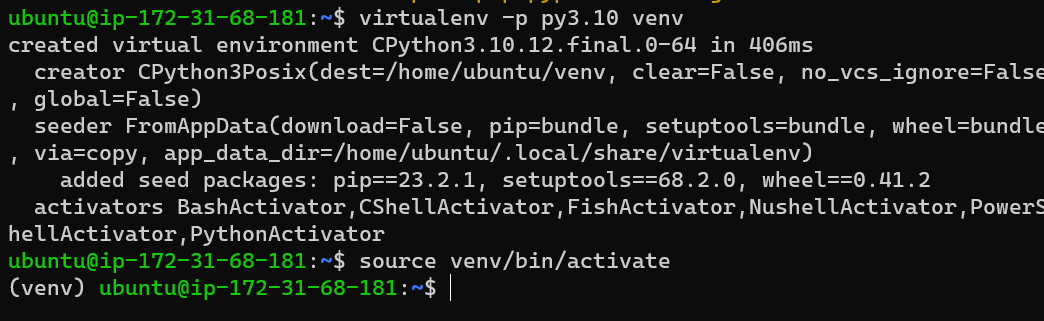 ubuntu@ip-172-31-68-181:~$ virtualenv -p py3.10 venv
created virtual environment CPython3.10.12.final.0-64 in 406ms
  creator CPython3Posix(dest=/home/ubuntu/venv, clear=False, no_vcs_ignore=False
, global=False)
  seeder FromAppData(download=False, pip=bundle, setuptools=bundle, wheel=bundle
, via=copy, app_data_dir=/home/ubuntu/.local/share/virtualenv)
    added seed packages: pip==23.2.1, setuptools==68.2.0, wheel==0.41.2
  activators BashActivator,CShellActivator,FishActivator,NushellActivator,PowerS
hellActivator,PythonActivator
ubuntu@ip-172-31-68-181:~$ source venv/bin/activate
(venv) ubuntu@ip-172-31-68-181:~$